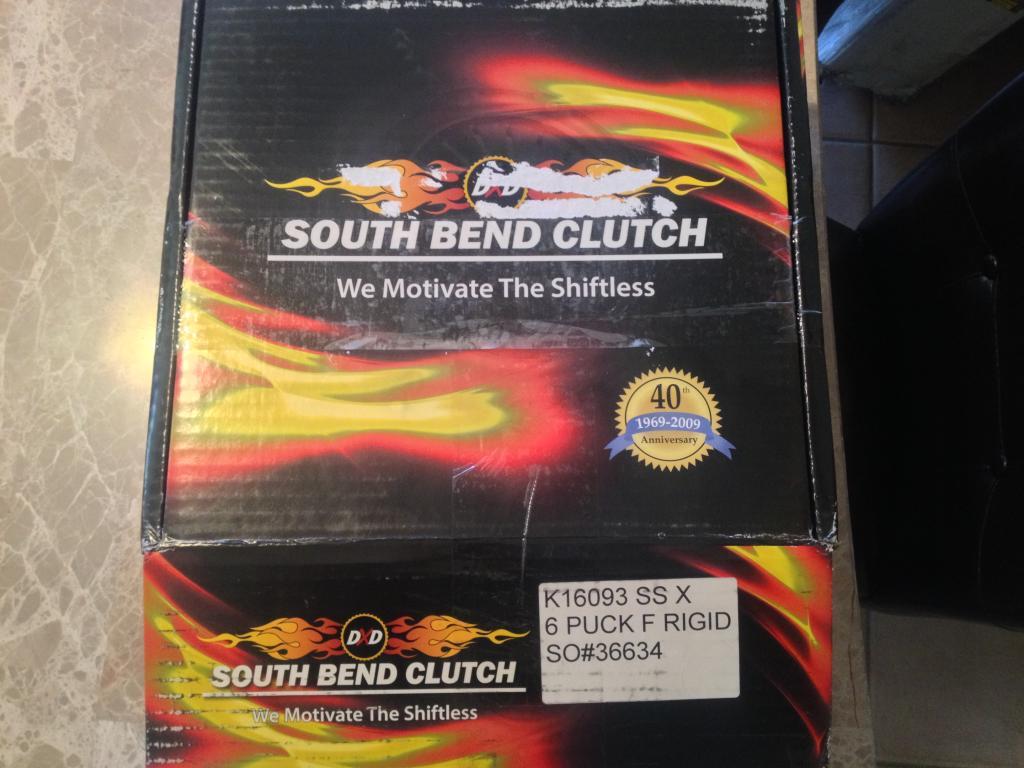 DXD
SOUTH BEND CLUTCH
We Motivate The Shiftless
40th
1969-2009
Anniversary
DXD
SOUTH BEND CLUTCH
We Motivate The Shiftless
K16093 SS X
6 PUCK F RIGID
SO#36634